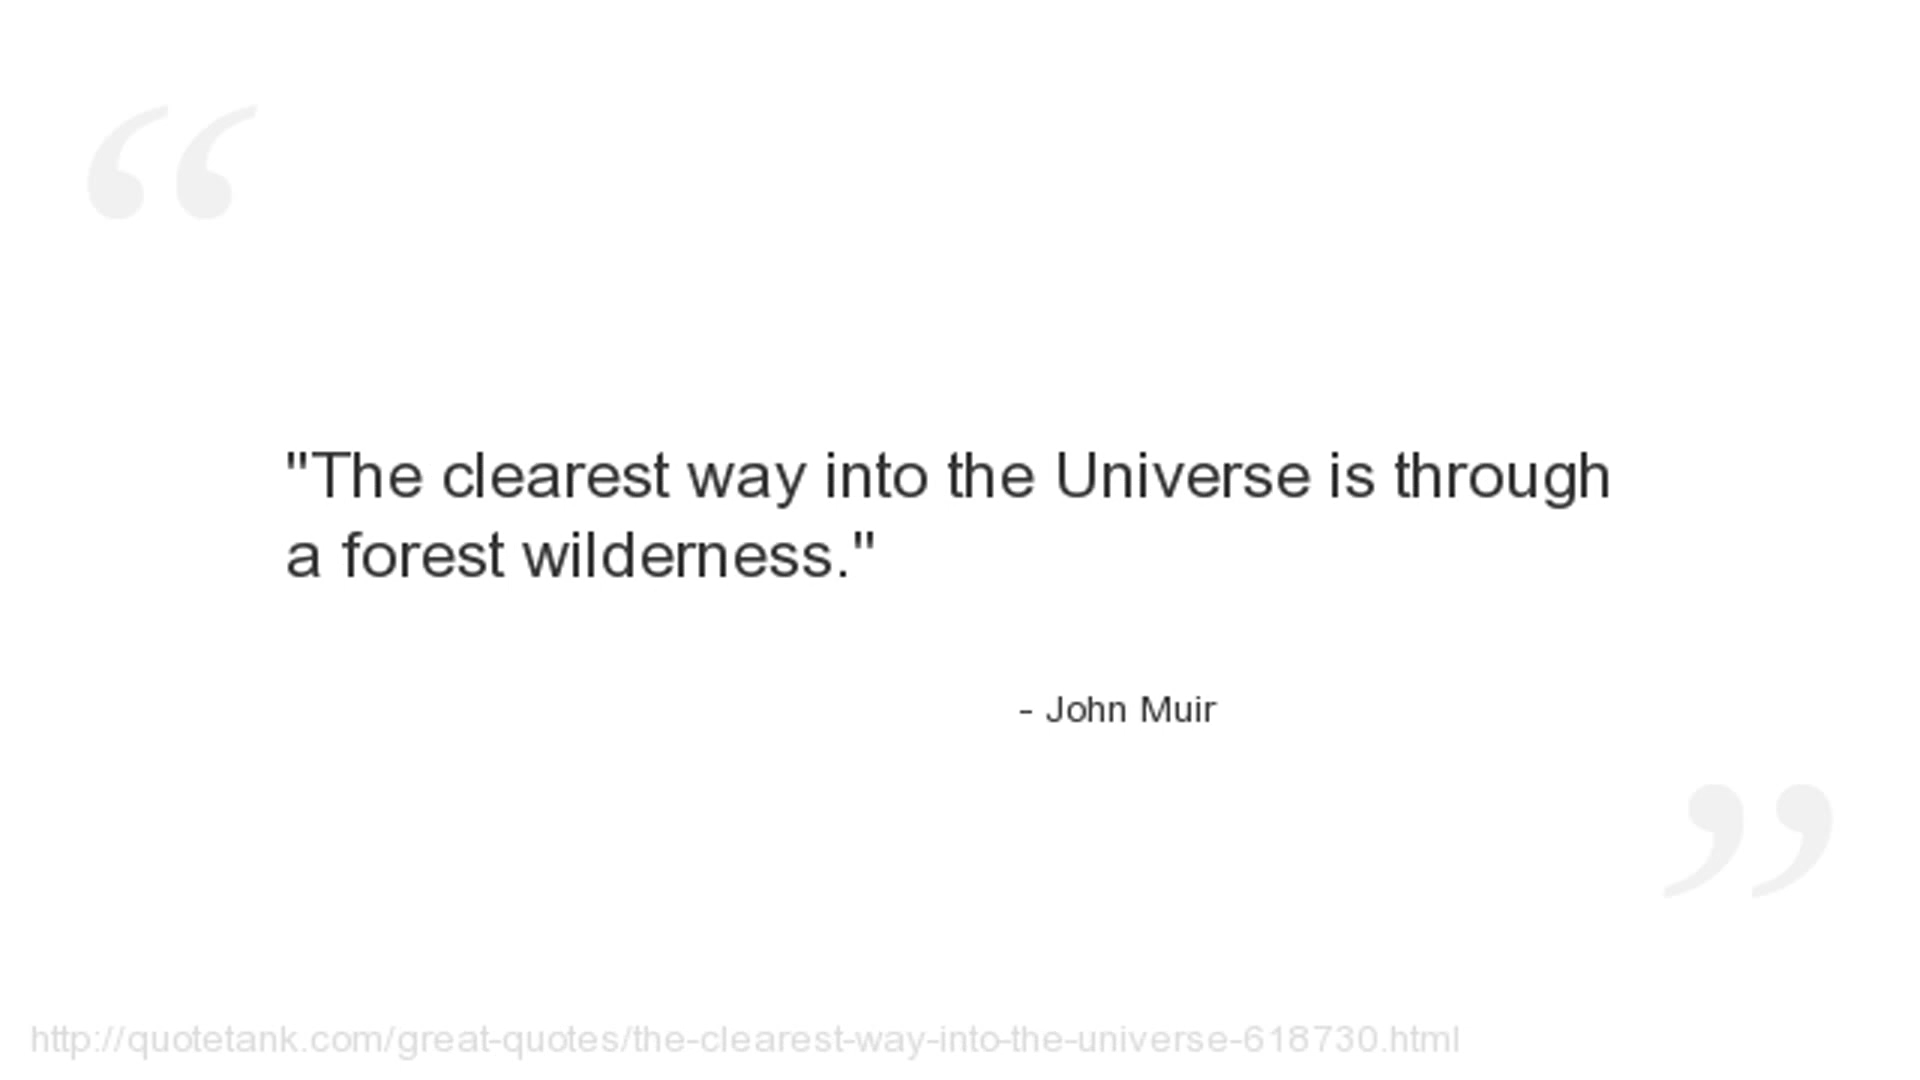 "The clearest way into the Universe is through
a forest wilderness."
- John Muir
http://quotetank.com/great-quotes/the-clearest-way-into-the-universe-618730.html